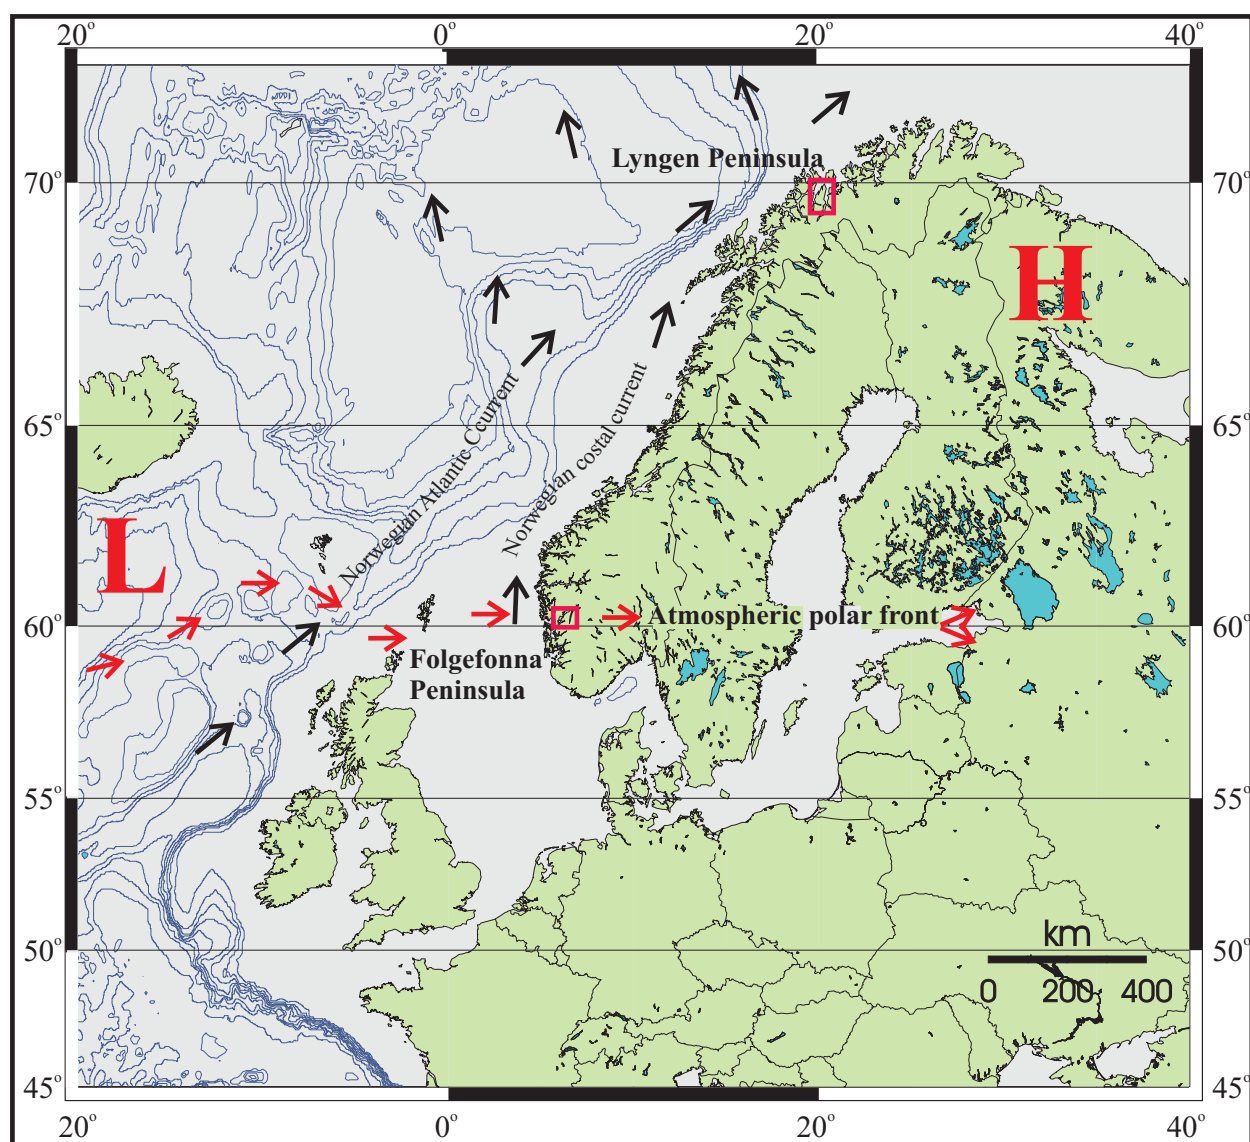 20° 0° 20° 40°
Lyngen Peninsula
70° 70°
H
Norwegian Atlantic Ccurrent
Norwegian costal current
65° 65°
L
Atmospheric polar front
60° 60°
Folgefonna
Peninsula
55° 55°
km
50° 50°
0 200 400
45° 45°
20° 0° 20° 40°